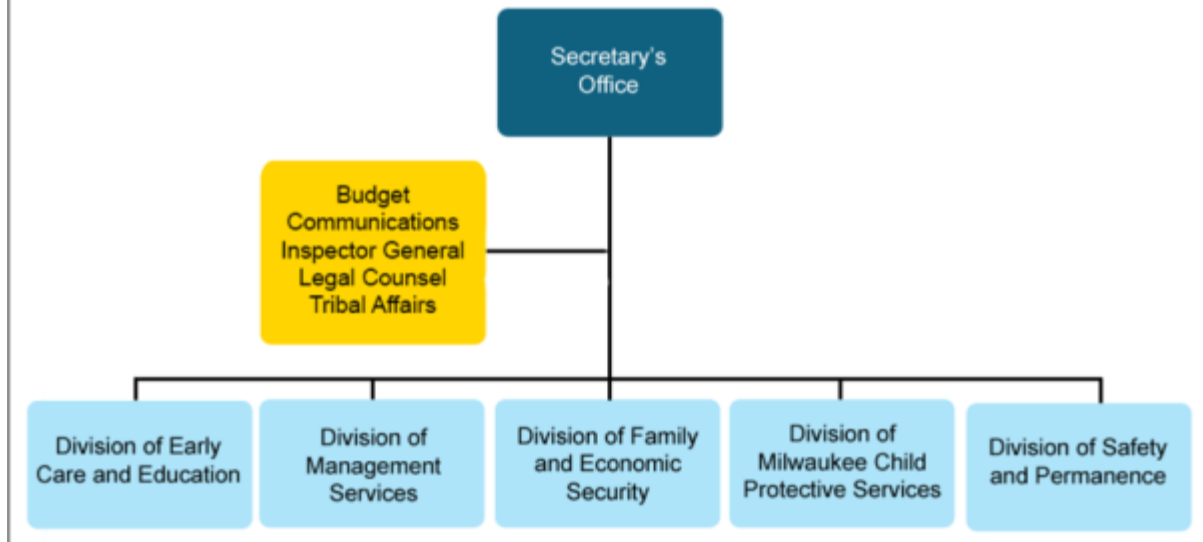 Secretary's
Office
Budget
Communications
Inspector General
Legal Counsel
Tribal Affairs
Division of Early
Care and Education
Division of
Management
Services
Division of Family
and Economic
Security
Division of
Milwaukee Child
Protective Services
Division of Safety
and Permanence